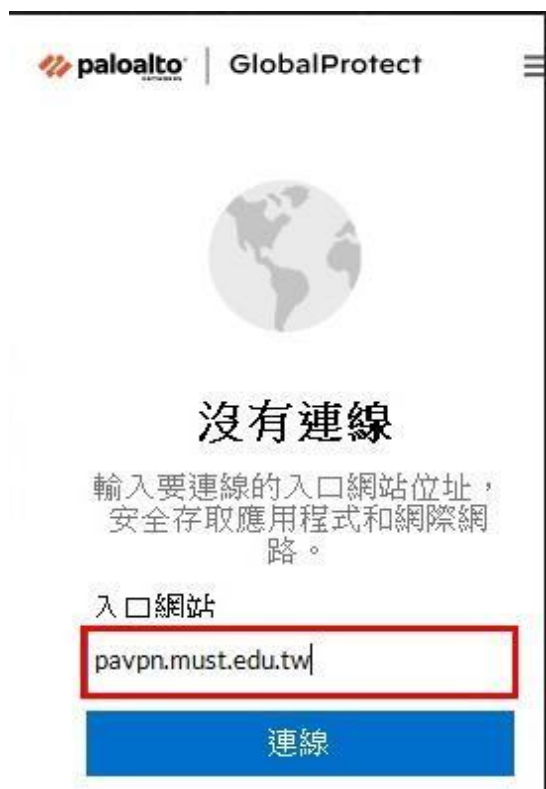 paloalto GlobalProtect
沒有連線
輸入要連線的入口網站位址，
安全存取應用程式和網際網
路。
入口網站
pavpn.must.edu.tw
連線